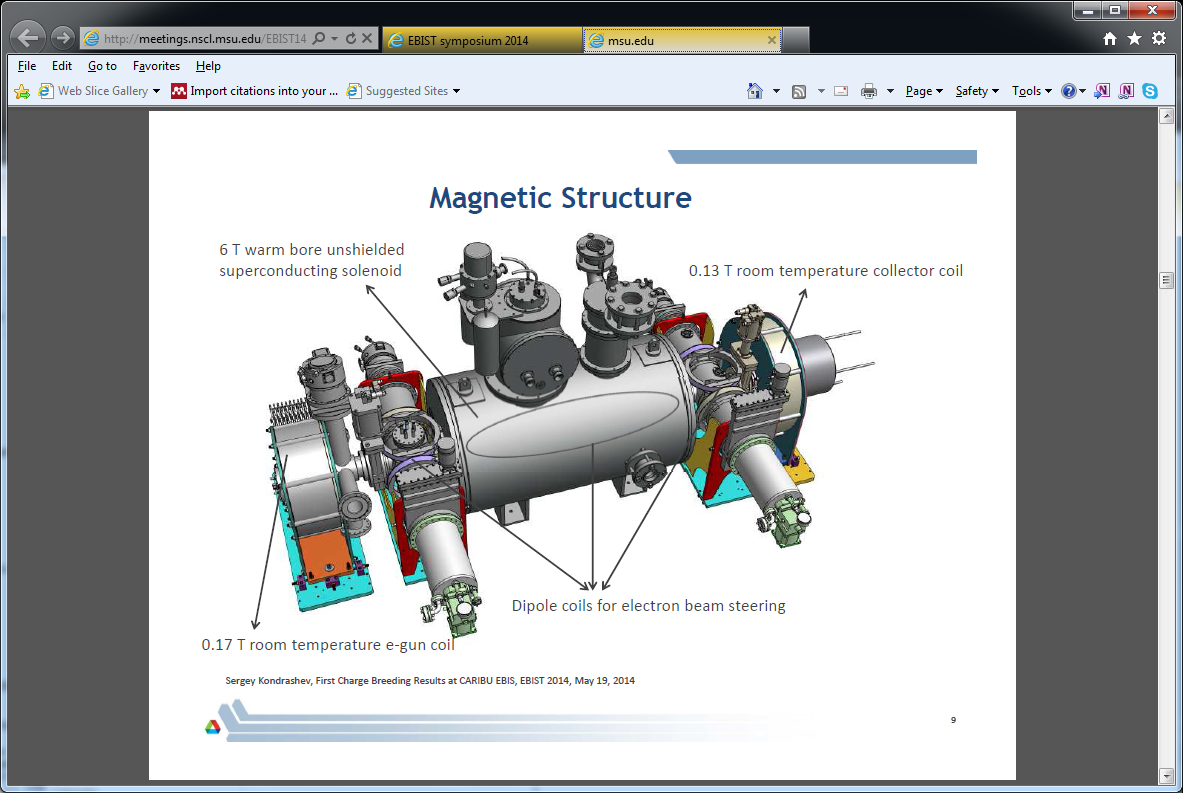 http://meetings.nscl.msu.edu/EBIST14
EBIST symposium 2014
msu.edu
File Edit Go to Favorites Help
Web Slice Gallery
Import citations into your ...
Suggested Sites
Page Safety Tools
Magnetic Structure
6 T warm bore unshielded
superconducting solenoid
0.13 T room temperature collector coil
Dipole coils for electron beam steering
0.17 T room temperature e-gun coil
Sergey Kondrashev, First Charge Breeding Results at CARIBU EBIS, EBIST 2014, May 19, 2014
9